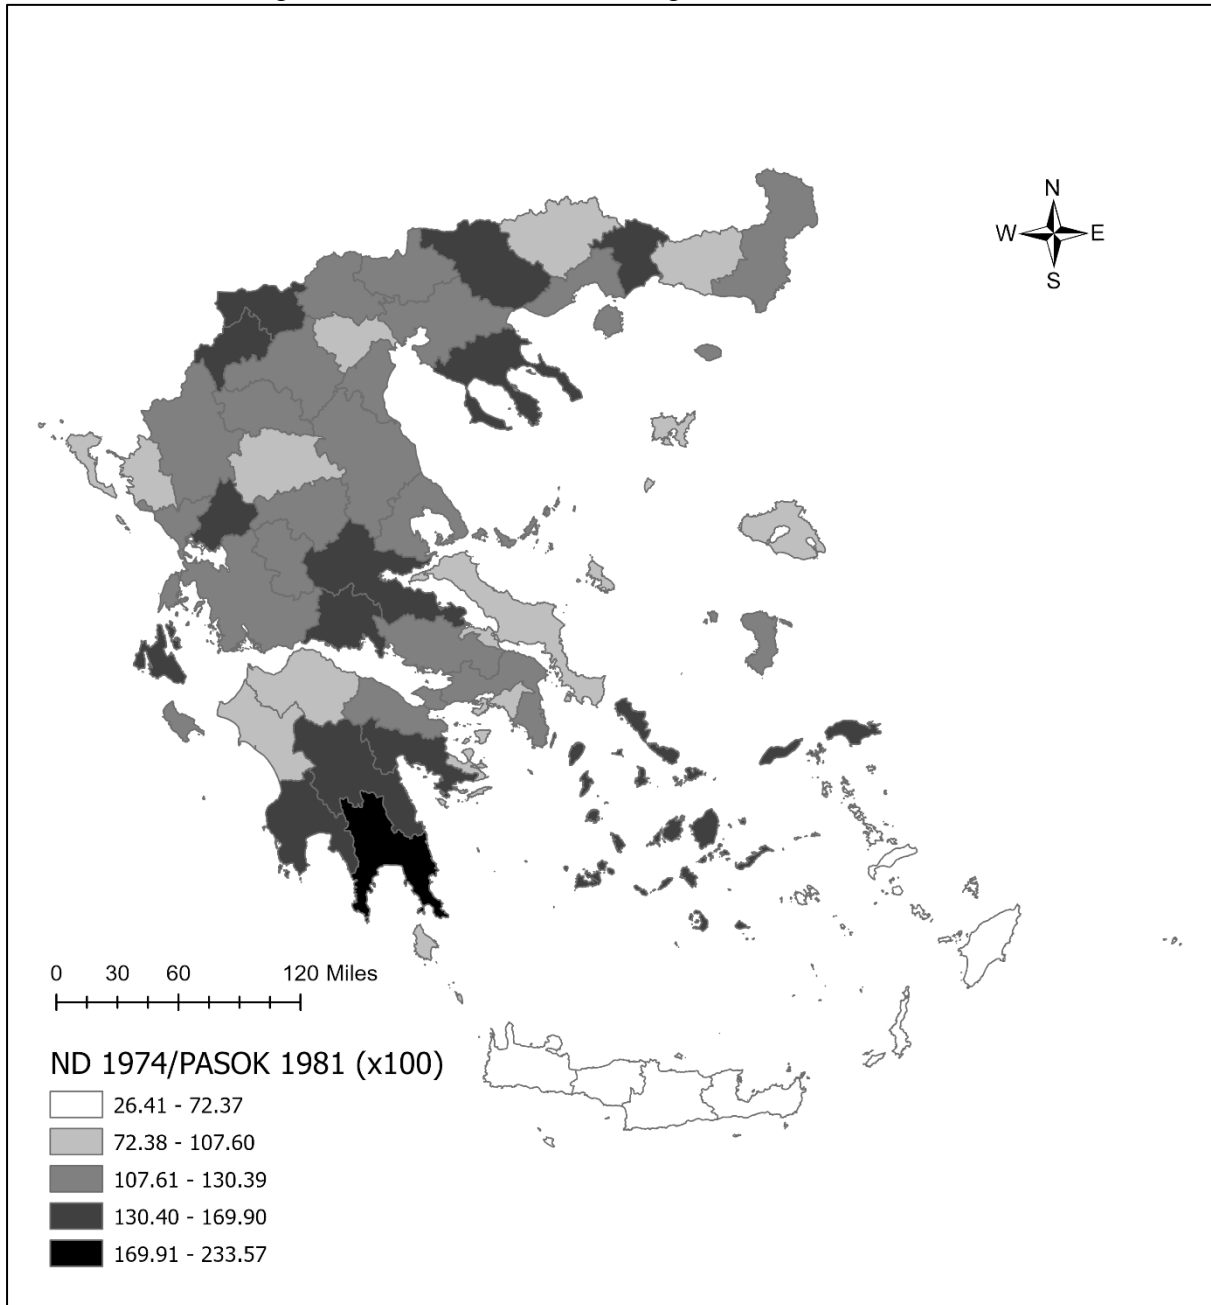 N
W E
S
0 30 60 120 Miles
ND 1974/PASOK 1981 (x100)
26.41 - 72.37
72.38 - 107.60
107.61 - 130.39
130.40 - 169.90
169.91 - 233.57